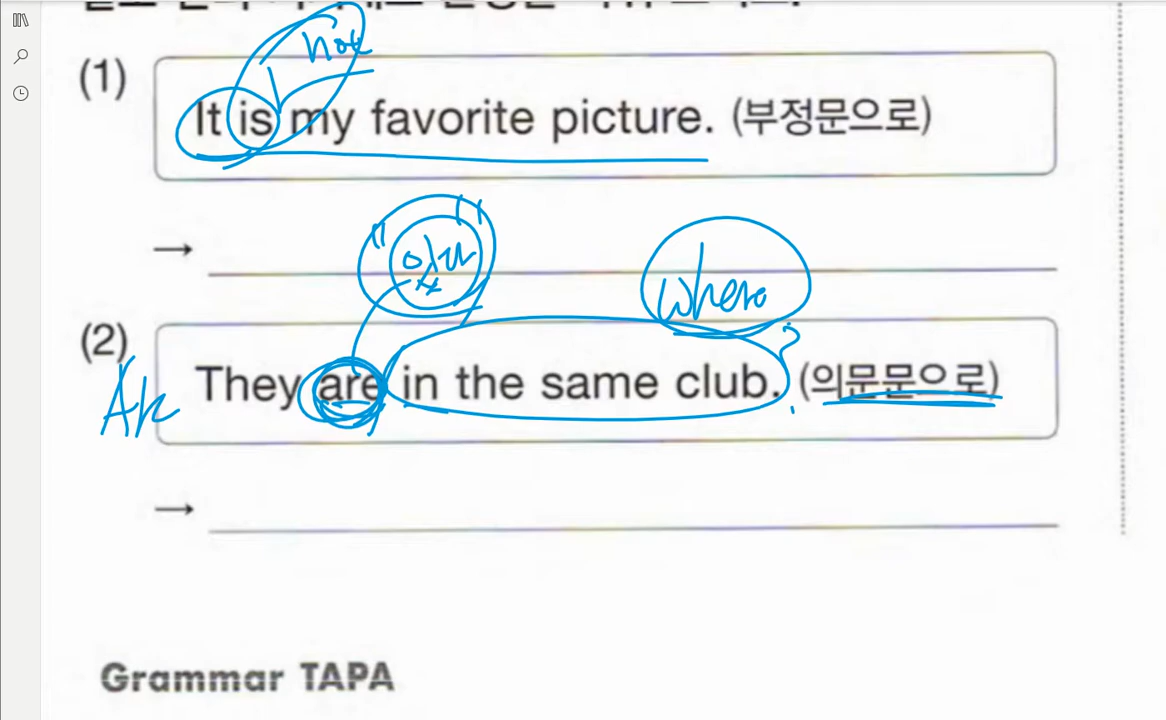 not
(1)
It is my favorite picture. (부정문으로)
→
"있다"
where
(2)
They are in the same club. (의문문으로)
?
→
Grammar TAPA